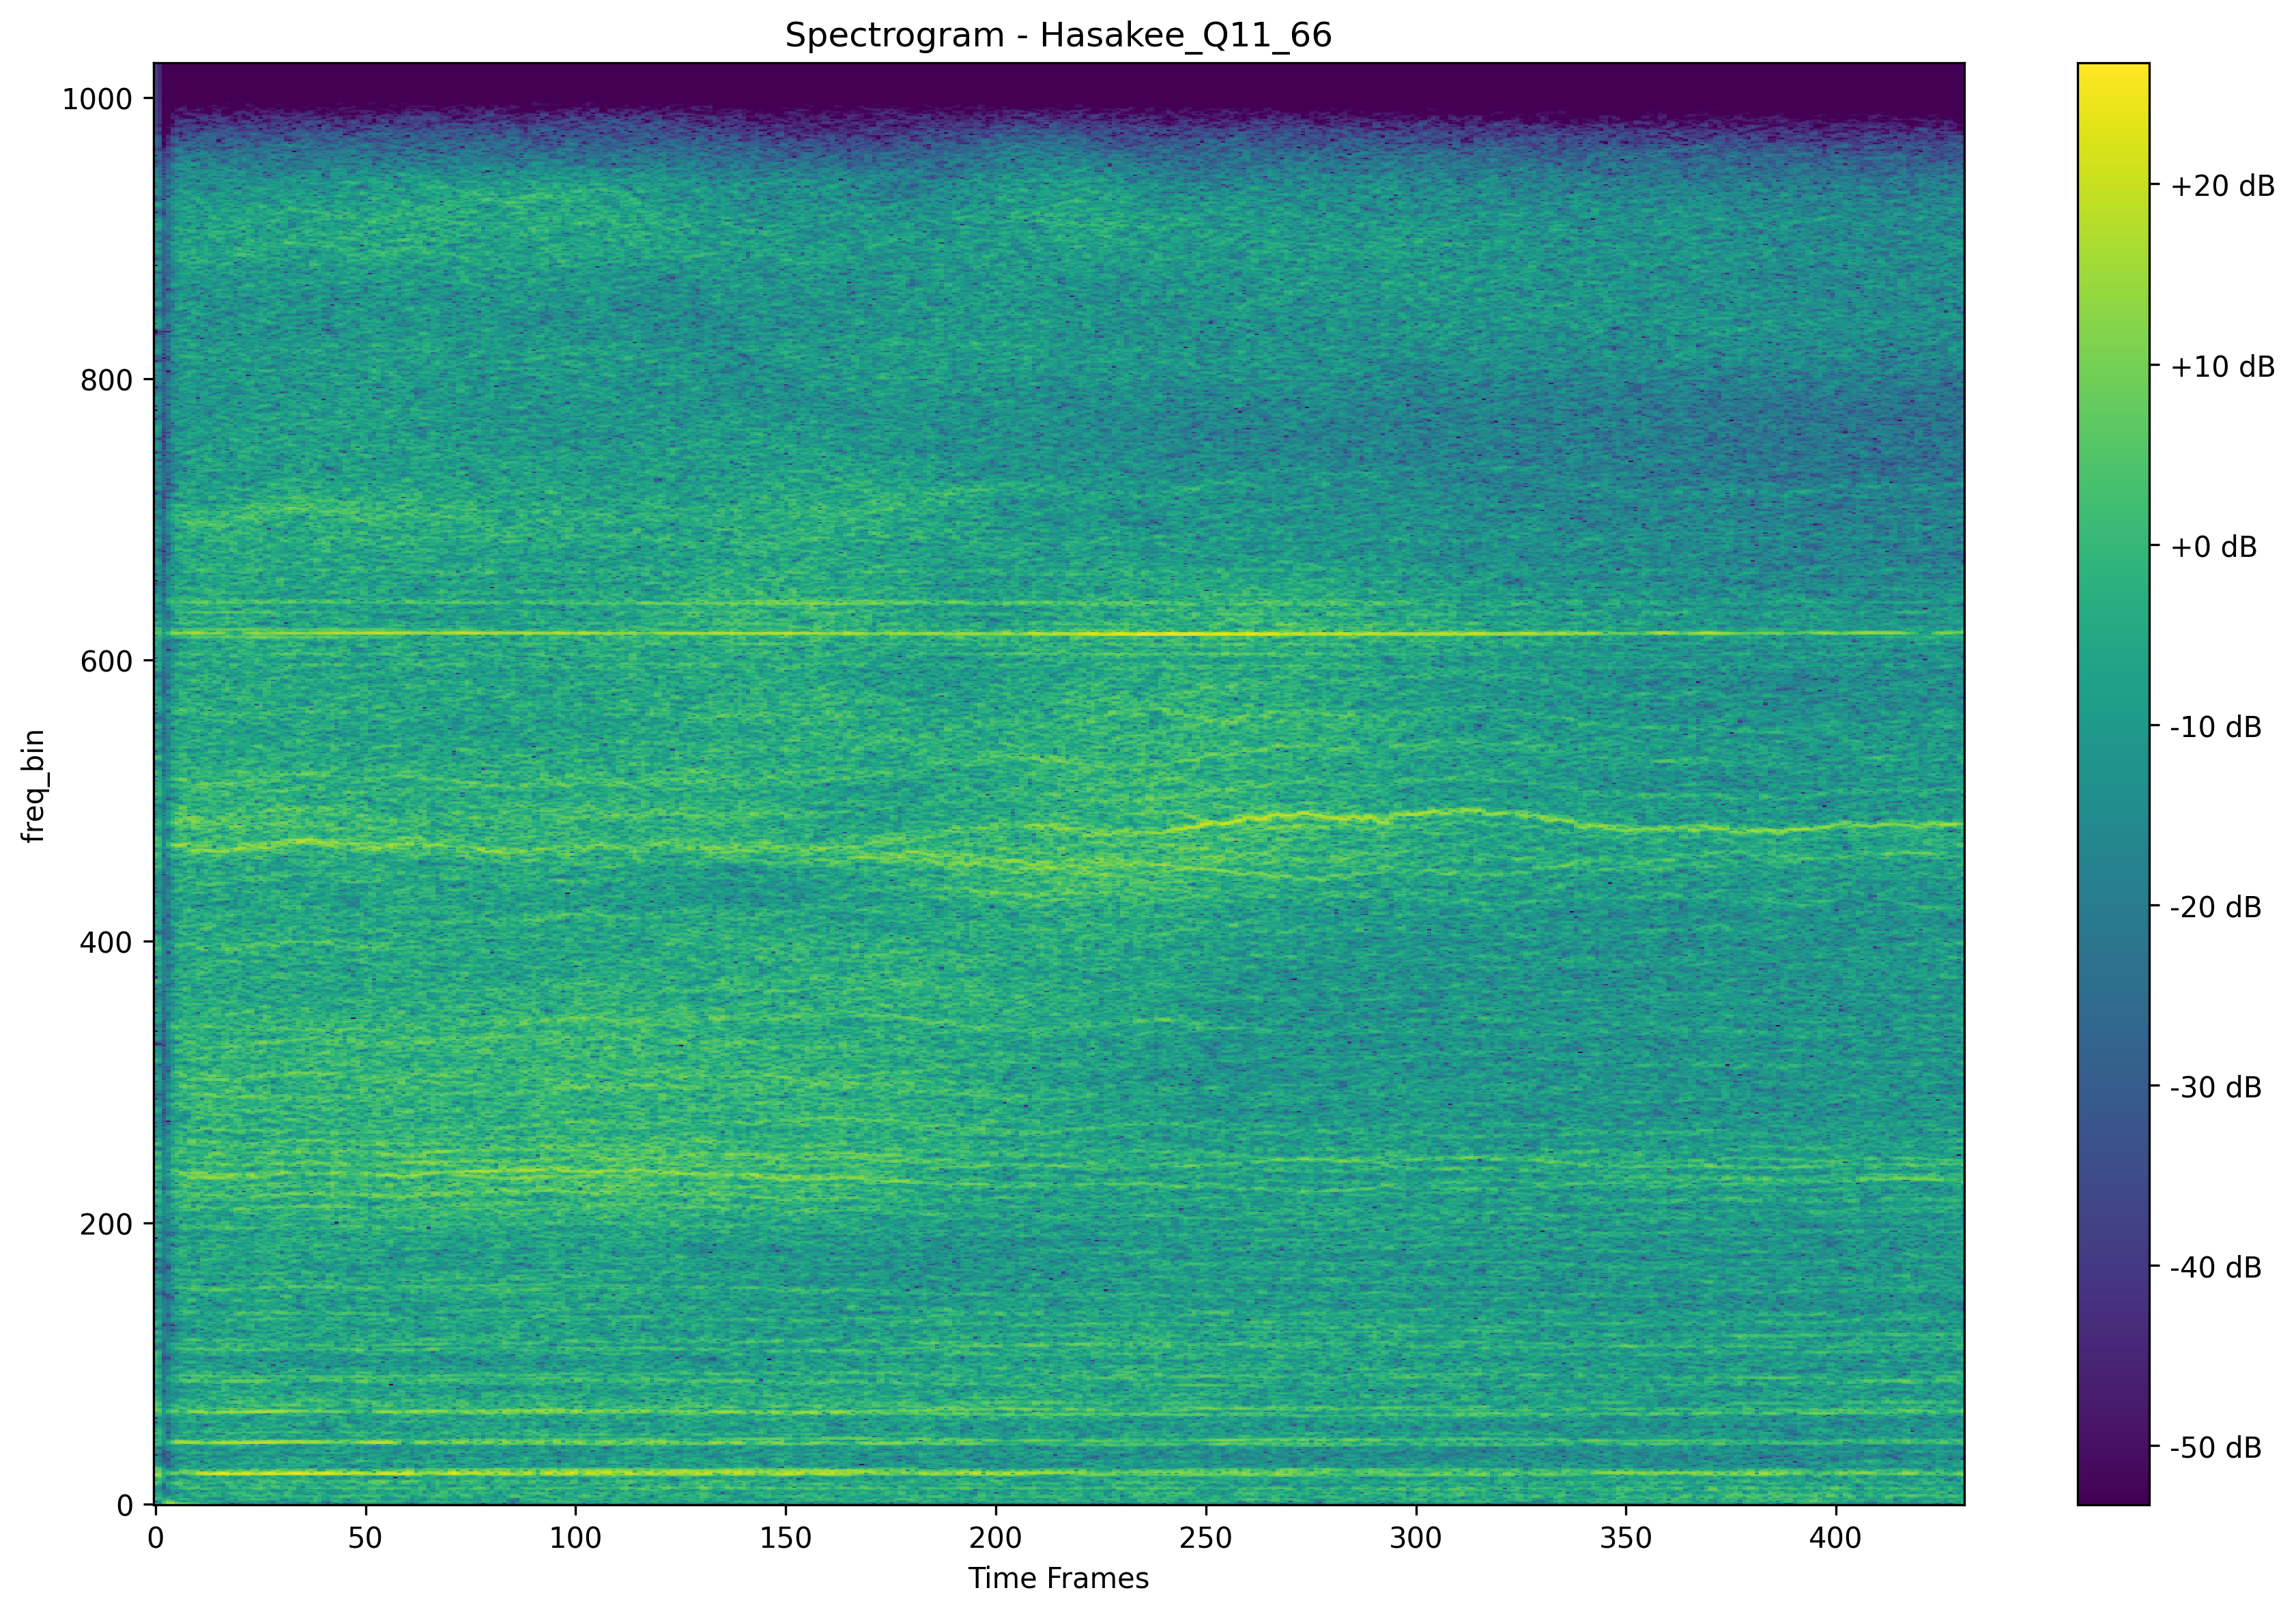 Spectrogram - Hasakee_Q11_66
1000
800
600
400
200
0
freq_bin
0 50 100 150 200 250 300 350 400
Time Frames
+20 dB
+10 dB
+0 dB
-10 dB
-20 dB
-30 dB
-40 dB
-50 dB